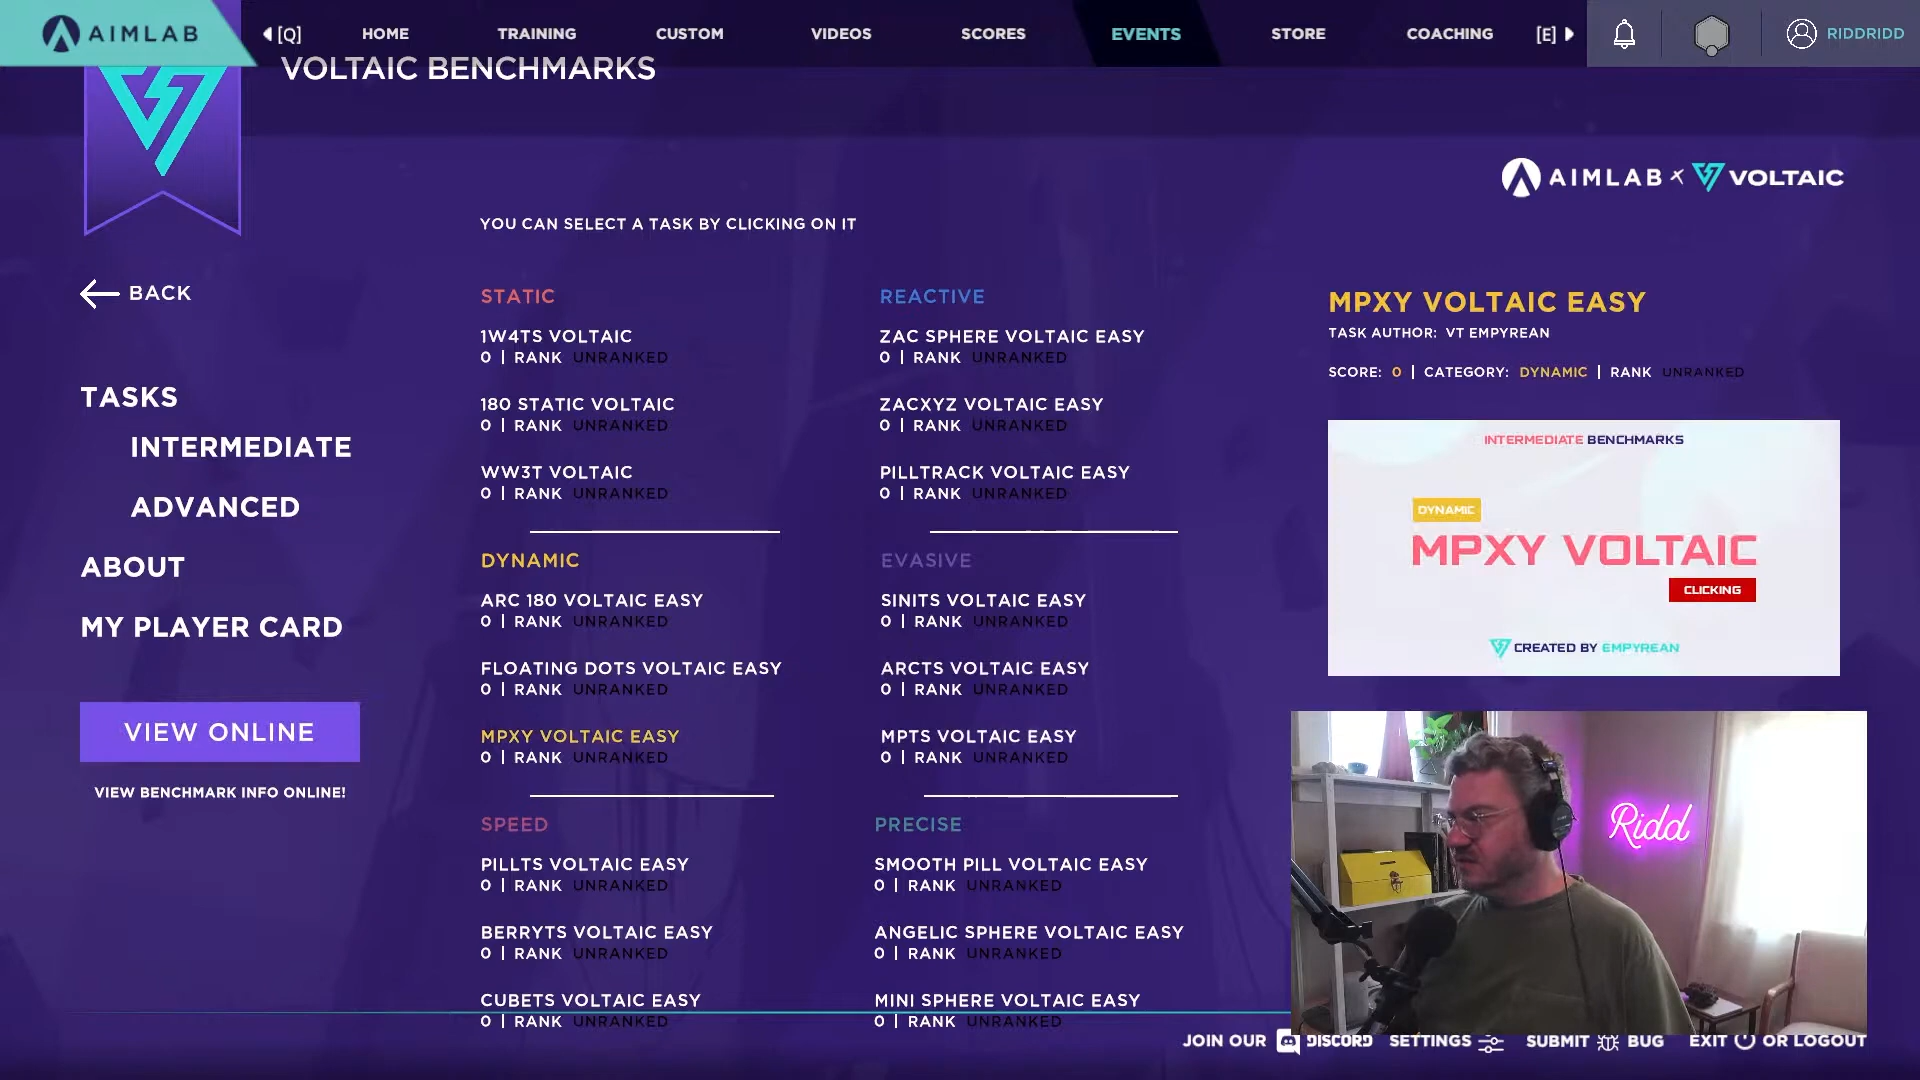 AIMLAB
[Q]
HOME
TRAINING
CUSTOM
VIDEOS
SCORES
EVENTS
STORE
COACHING
[E]
RIDDRIDD
VOLTAIC BENCHMARKS
AIMLAB x VOLTAIC
YOU CAN SELECT A TASK BY CLICKING ON IT
BACK
TASKS
INTERMEDIATE
ADVANCED
ABOUT
MY PLAYER CARD
VIEW ONLINE
VIEW BENCHMARK INFO ONLINE!
STATIC
1W4TS VOLTAIC
0 | RANK UNRANKED
180 STATIC VOLTAIC
0 | RANK UNRANKED
WW3T VOLTAIC
0 | RANK UNRANKED
DYNAMIC
ARC 180 VOLTAIC EASY
0 | RANK UNRANKED
FLOATING DOTS VOLTAIC EASY
0 | RANK UNRANKED
MPXY VOLTAIC EASY
0 | RANK UNRANKED
SPEED
PILLTS VOLTAIC EASY
0 | RANK UNRANKED
BERRYTS VOLTAIC EASY
0 | RANK UNRANKED
CUBETS VOLTAIC EASY
0 | RANK UNRANKED
REACTIVE
ZAC SPHERE VOLTAIC EASY
0 | RANK UNRANKED
ZACXYZ VOLTAIC EASY
0 | RANK UNRANKED
PILLTRACK VOLTAIC EASY
0 | RANK UNRANKED
EVASIVE
SINITS VOLTAIC EASY
0 | RANK UNRANKED
ARCTS VOLTAIC EASY
0 | RANK UNRANKED
MPTS VOLTAIC EASY
0 | RANK UNRANKED
PRECISE
SMOOTH PILL VOLTAIC EASY
0 | RANK UNRANKED
ANGELIC SPHERE VOLTAIC EASY
0 | RANK UNRANKED
MINI SPHERE VOLTAIC EASY
0 | RANK UNRANKED
MPXY VOLTAIC EASY
TASK AUTHOR: VT EMPYREAN
SCORE: 0 | CATEGORY: DYNAMIC | RANK UNRANKED
INTERMEDIATE BENCHMARKS
DYNAMIC
MPXY VOLTAIC
CLICKING
CREATED BY EMPYREAN
Ridd
JOIN OUR DISCORD
SETTINGS
SUBMIT BUG
EXIT OR LOGOUT